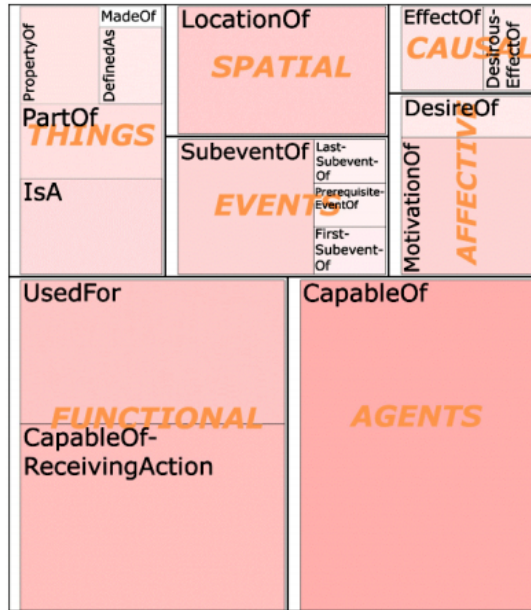 PropertyOf
MadeOf
DefinedAs
PartOf
THINGS
IsA
LocationOf
SPATIAL
EffectOf
CAUSAL
Desirous-
EffectOf
SubeventOf
EVENTS
Last-
Subevent-
Of
Prerequisite-
EventOf
First-
Subevent-
Of
DesireOf
MotivationOf
AFFECTIVE
UsedFor
FUNCTIONAL
CapableOf-
ReceivingAction
CapableOf
AGENTS